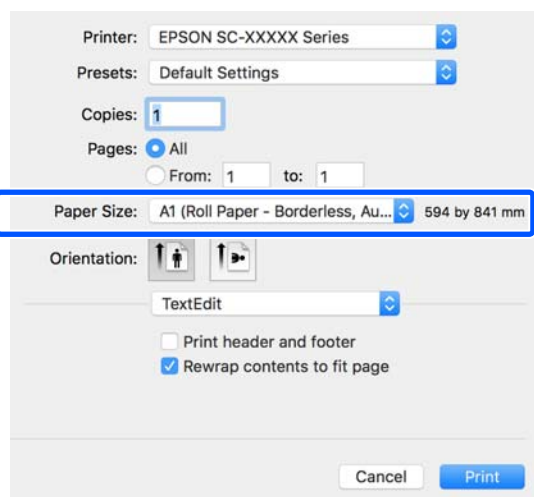 Printer: EPSON SC-XXXXX Series
Presets: Default Settings
Copies: 1
Pages: All
From: 1 to: 1
Paper Size: A1 (Roll Paper - Borderless, Au... 594 by 841 mm
Orientation:
TextEdit
Print header and footer
Rewrap contents to fit page
Cancel Print